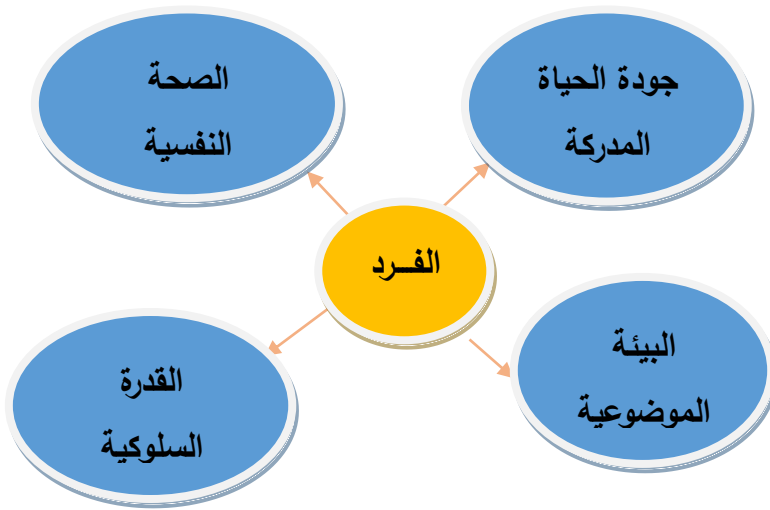 جودة الحياة
المدركة
الصحة
النفسية
الفــرد
البيئة
الموضوعية
القدرة
السلوكية